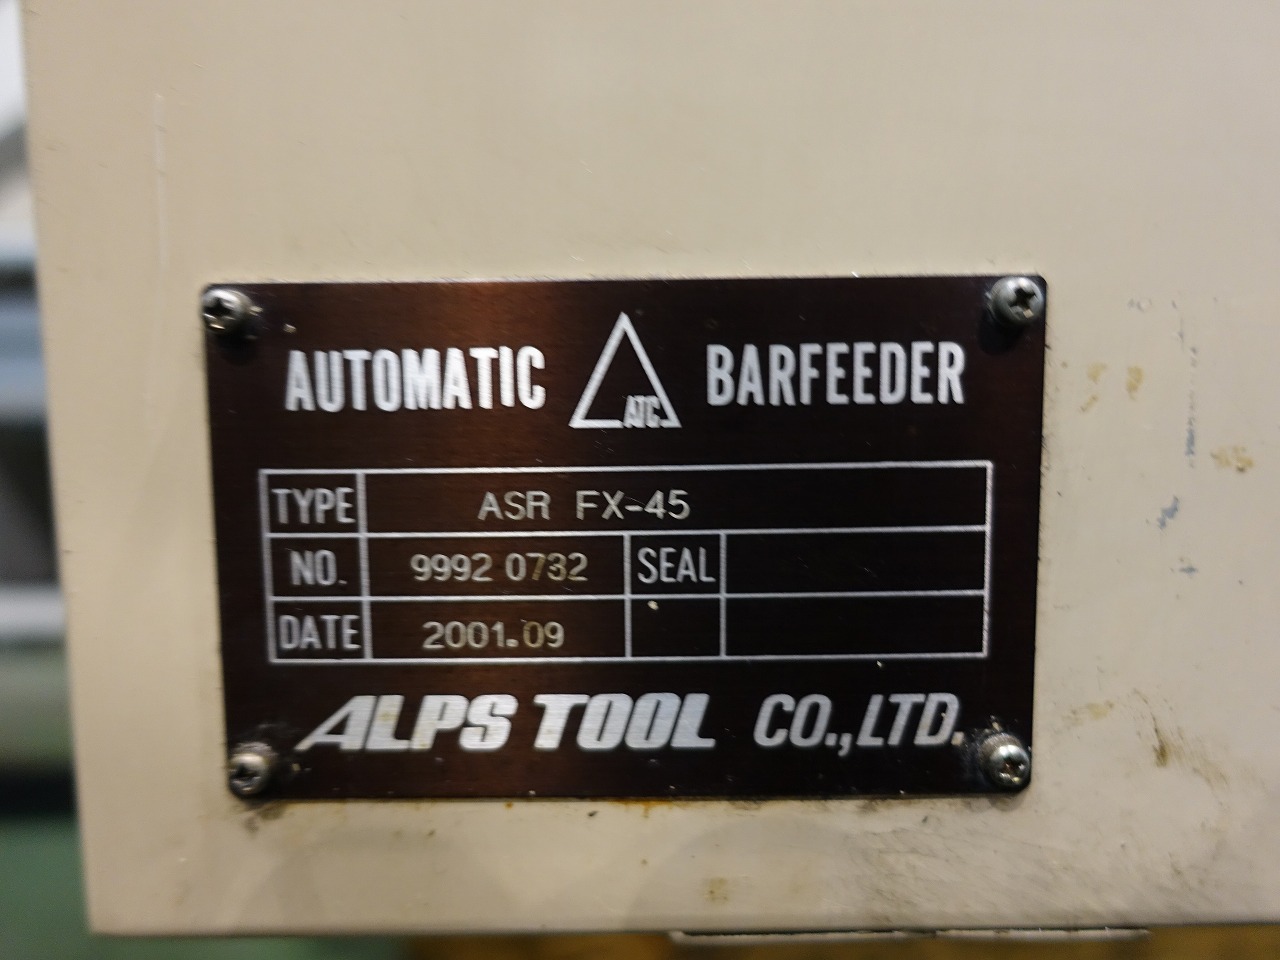 AUTOMATIC ATC BARFEEDER
TYPE ASR FX-45
NO. 9992 0732 SEAL
DATE 2001.09
ALPS TOOL CO.,LTD.